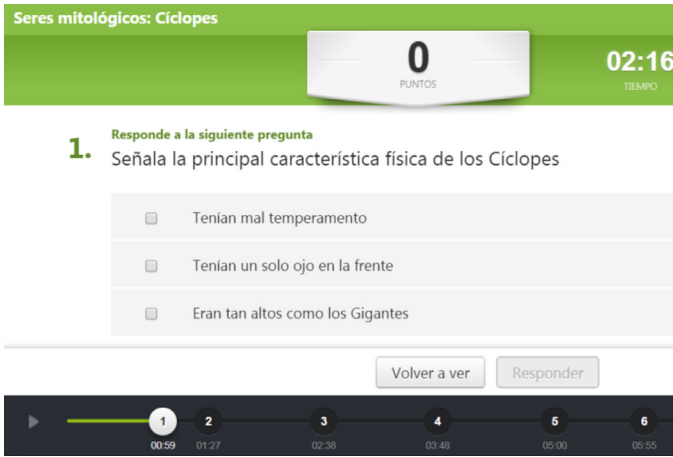 Seres mitológicos: Cíclopes
0
PUNTOS
02:16
TIEMPO
1.
Responde a la siguiente pregunta
Señala la principal característica física de los Cíclopes
Tenían mal temperamento
Tenían un solo ojo en la frente
Eran tan altos como los Gigantes
Volver a ver
Responder
1 2 3 4 5 6
00:59 01:27 02:38 03:48 05:00 05:55